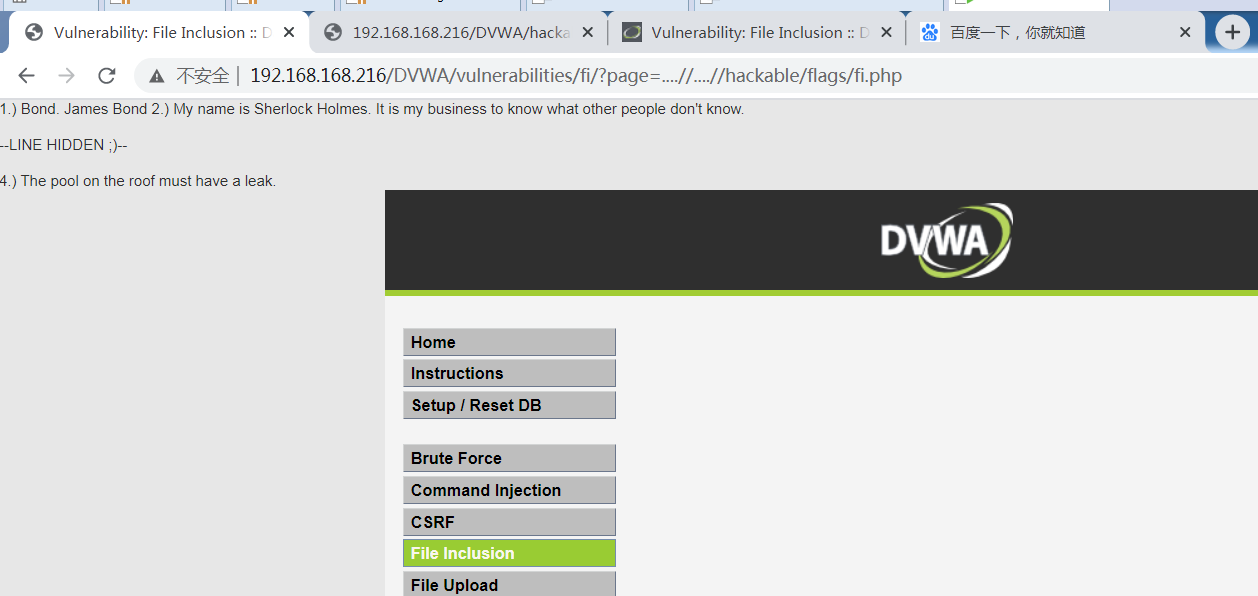 Vulnerability: File Inclusion :: D
192.168.168.216/DVWA/hacka
Vulnerability: File Inclusion :: D
百度一下，你就知道
不安全
192.168.168.216/DVWA/vulnerabilities/fi/?page=....//....//hackable/flags/fi.php
1.) Bond. James Bond 2.) My name is Sherlock Holmes. It is my business to know what other people don't know.
--LINE HIDDEN ;)--
4.) The pool on the roof must have a leak.
DVWA
Home
Instructions
Setup / Reset DB
Brute Force
Command Injection
CSRF
File Inclusion
File Upload